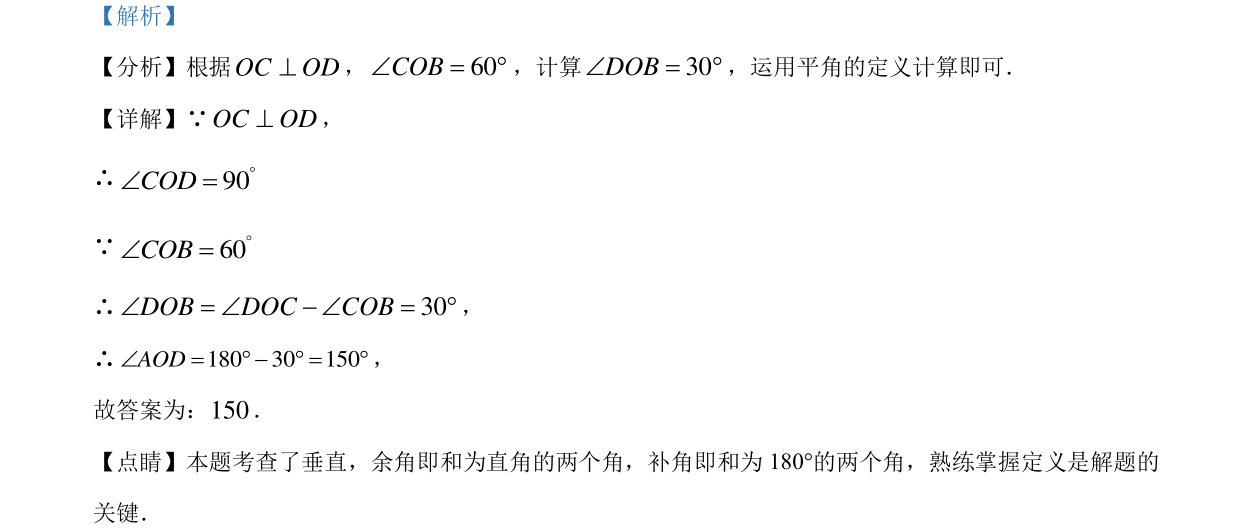 【解析】
【分析】根据OC⊥OD，∠COB=60°，计算∠DOB=30°，运用平角的定义计算即可．
【详解】∵OC⊥OD，
∴∠COD=90°
∵∠COB=60°
∴∠DOB=∠DOC−∠COB=30°，
∴∠AOD=180°−30°=150°，
故答案为：150．
【点睛】本题考查了垂直，余角即和为直角的两个角，补角即和为 180°的两个角，熟练掌握定义是解题的
关键．